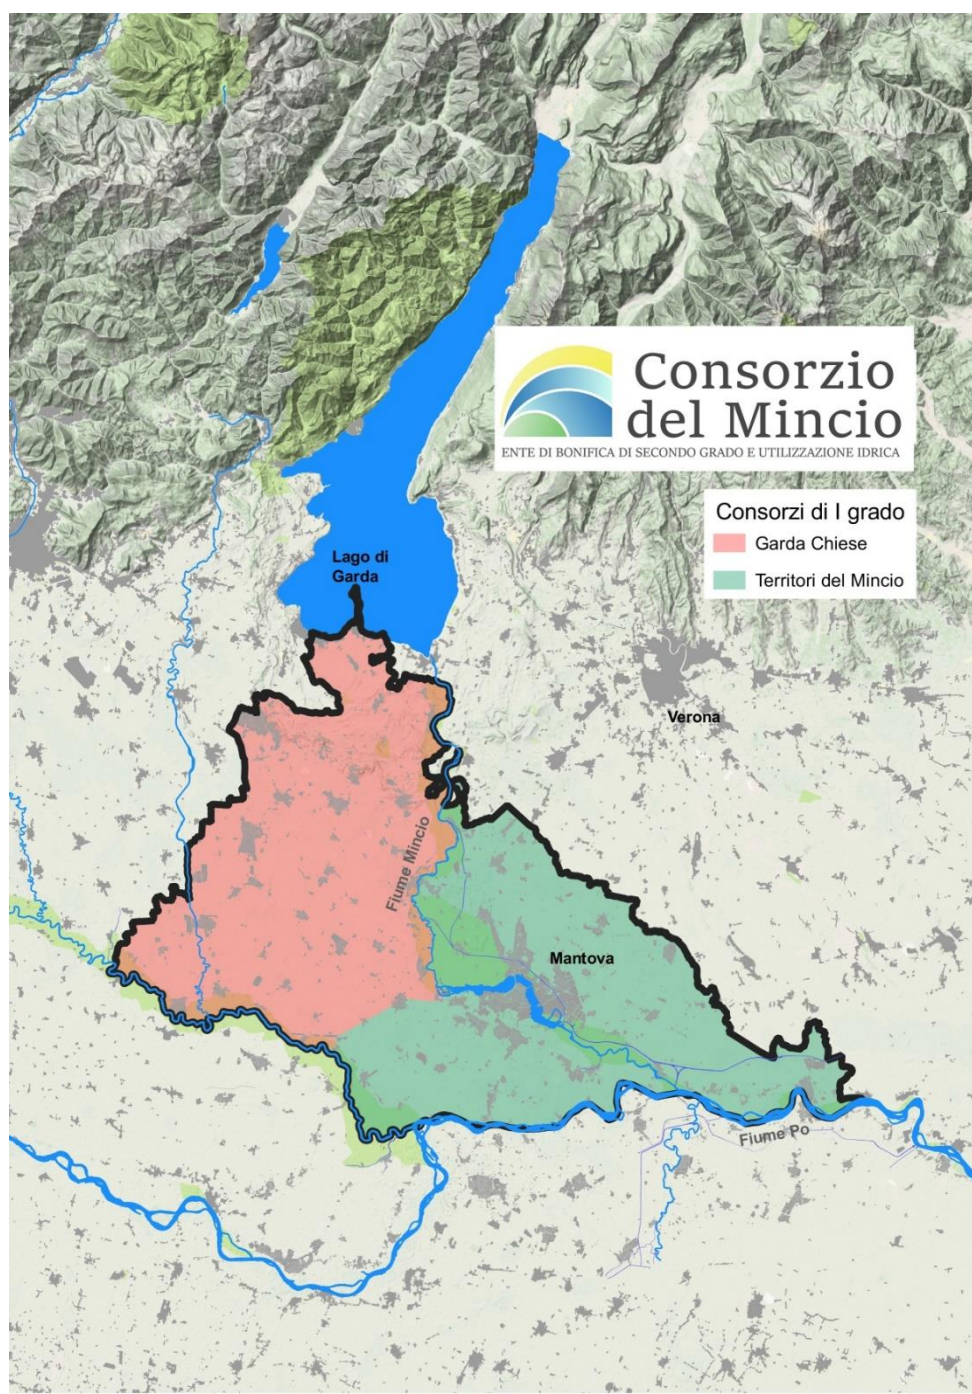 Consorzio
del Mincio
ENTE DI BONIFICA DI SECONDO GRADO E UTILIZZAZIONE IDRICA
Consorzi di I grado
Garda Chiese
Territori del Mincio
Lago di
Garda
Verona
Fiume Mincio
Mantova
Fiume Po